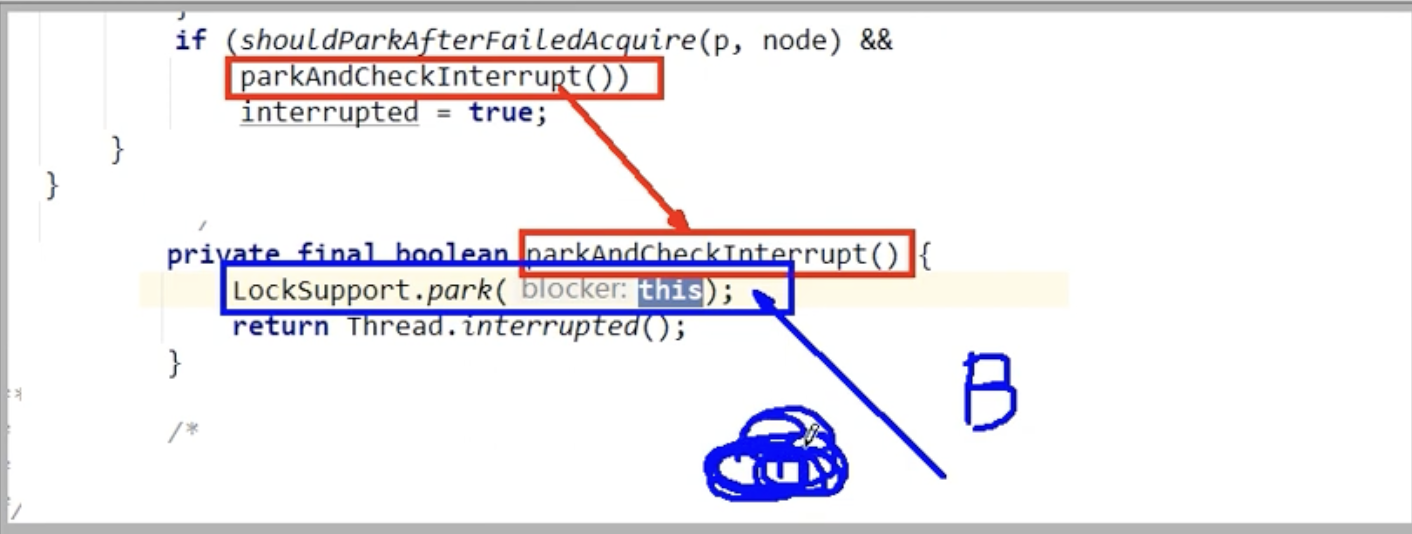 }
if (shouldParkAfterFailedAcquire(p, node) &&
parkAndCheckInterrupt())
interrupted = true;
}
}
/
private final boolean parkAndCheckInterrupt() {
LockSupport.park( blocker: this);
return Thread.interrupted();
}
B
/*